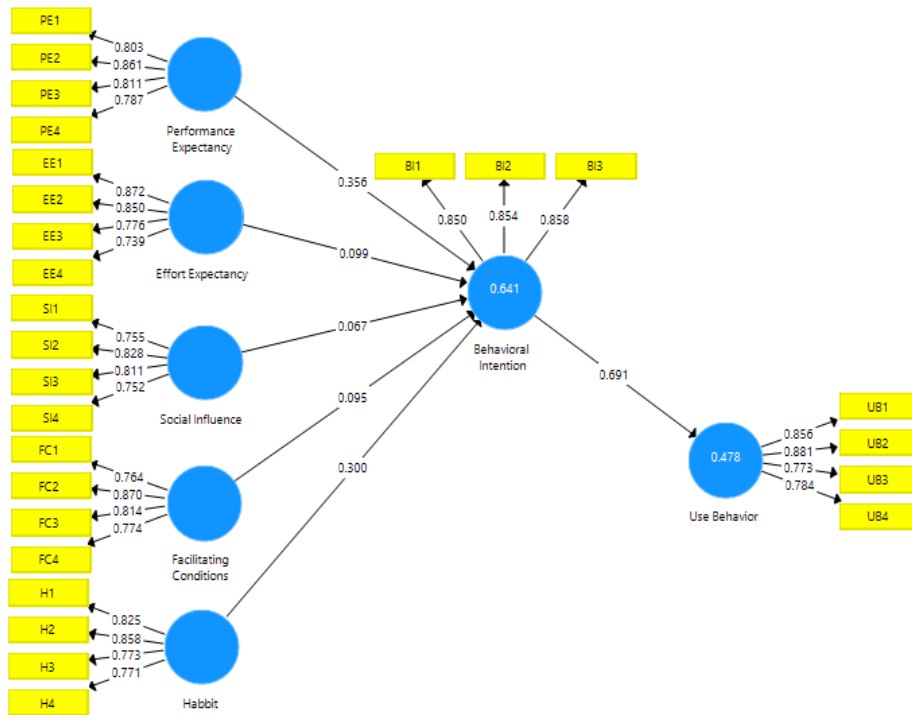 PE1
0.803
PE2
0.861
PE3
0.811
0.787
PE4
Performance
Expectancy
EE1
0.872
EE2
0.850
EE3
0.776
0.739
EE4
Effort Expectancy
SI1
0.755
SI2
0.828
SI3
0.811
0.752
SI4
Social Influence
FC1
0.764
FC2
0.870
FC3
0.814
0.774
FC4
Facilitating
Conditions
H1
0.825
H2
0.858
H3
0.773
0.771
H4
Habbit
0.356
0.099
0.067
0.095
0.300
BI1
BI2
BI3
0.850
0.854
0.858
0.641
Behavioral
Intention
0.691
0.478
Use Behavior
UB1
0.856
UB2
0.881
UB3
0.773
0.784
UB4